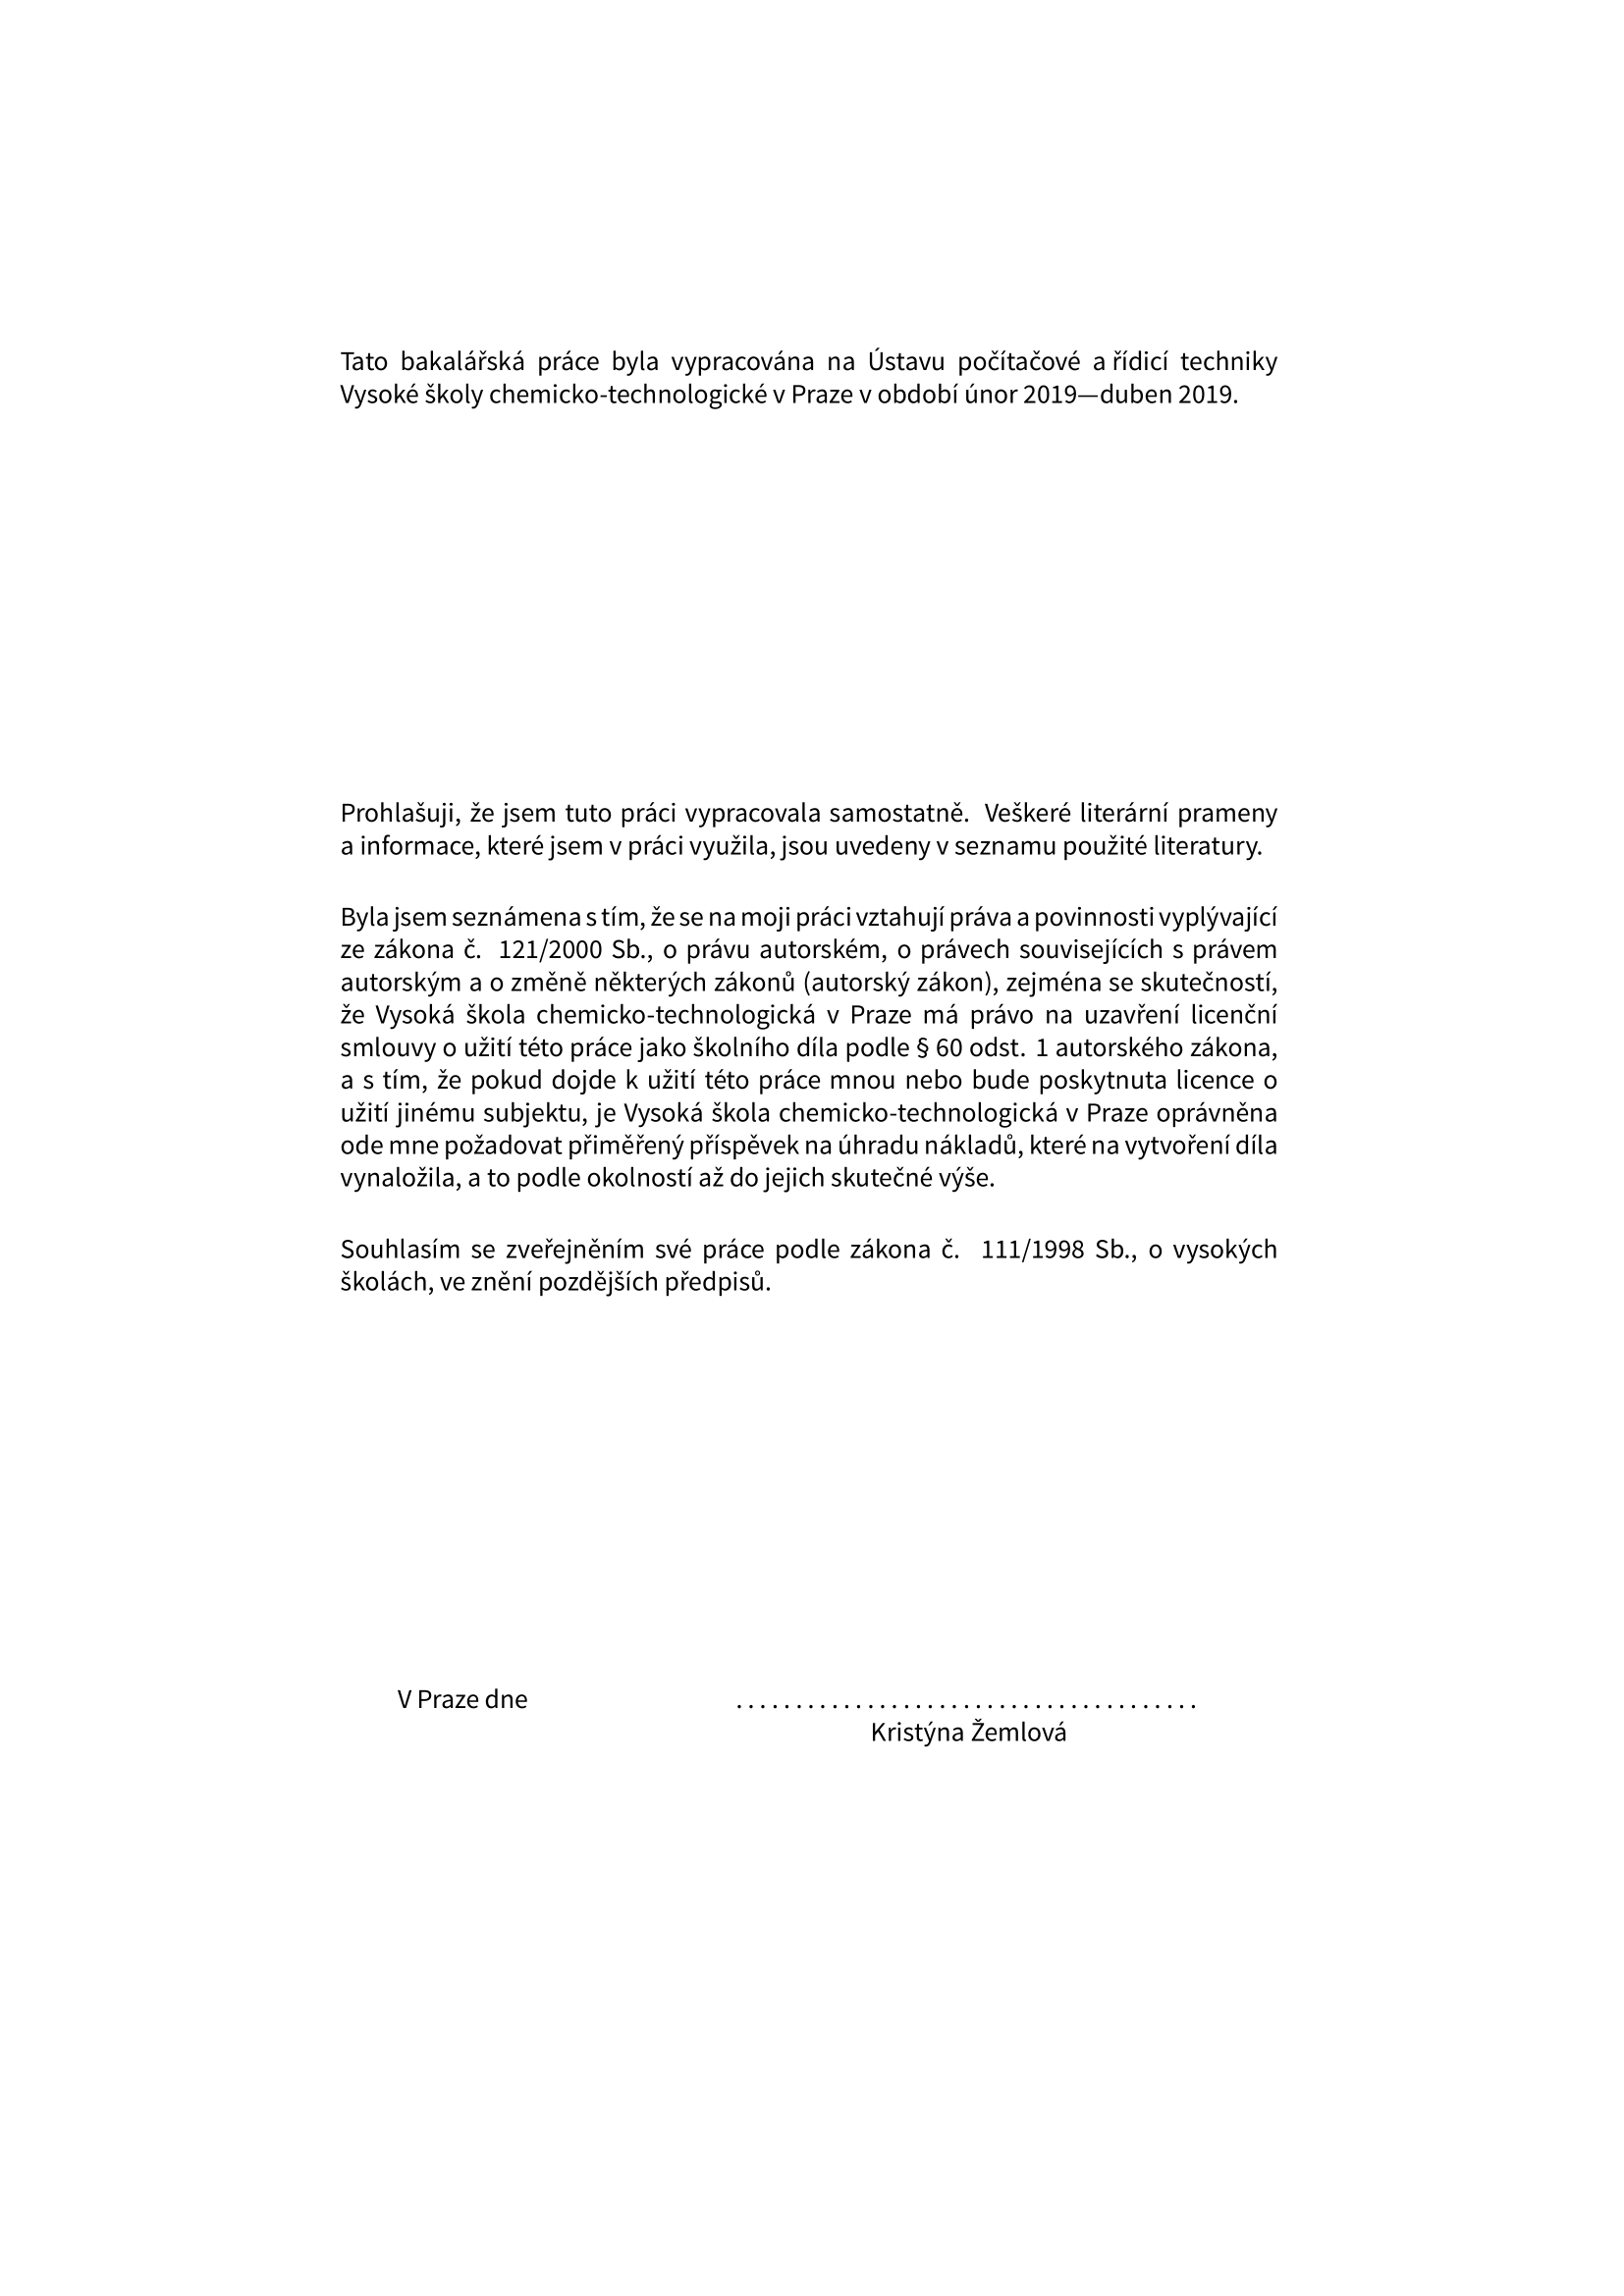 Tato bakalářská práce byla vypracována na Ústavu počítačové a řídicí techniky
Vysoké školy chemicko-technologické v Praze v období únor 2019—duben 2019.
Prohlašuji, že jsem tuto práci vypracovala samostatně. Veškeré literární prameny
a informace, které jsem v práci využila, jsou uvedeny v seznamu použité literatury.
Byla jsem seznámena s tím, že se na moji práci vztahují práva a povinnosti vyplývající
ze zákona č. 121/2000 Sb., o právu autorském, o právech souvisejících s právem
autorským a o změně některých zákonů (autorský zákon), zejména se skutečností,
že Vysoká škola chemicko-technologická v Praze má právo na uzavření licenční
smlouvy o užití této práce jako školního díla podle § 60 odst. 1 autorského zákona,
a s tím, že pokud dojde k užití této práce mnou nebo bude poskytnuta licence o
užití jinému subjektu, je Vysoká škola chemicko-technologická v Praze oprávněna
ode mne požadovat přiměřený příspěvek na úhradu nákladů, které na vytvoření díla
vynaložila, a to podle okolností až do jejich skutečné výše.
Souhlasím se zveřejněním své práce podle zákona č. 111/1998 Sb., o vysokých
školách, ve znění pozdějších předpisů.
V Praze dne .......................................
Kristýna Žemlová